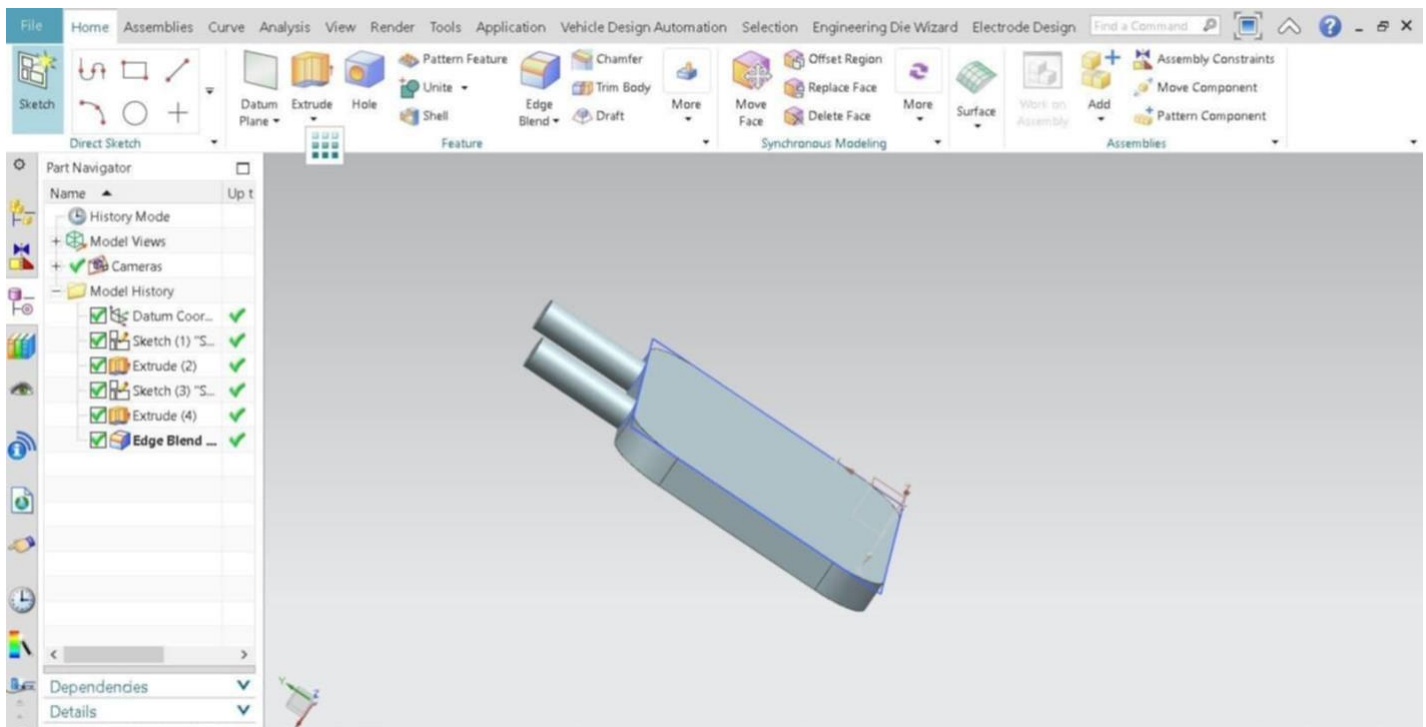 File Home Assemblies Curve Analysis View Render Tools Application Vehicle Design Automation Selection Engineering Die Wizard Electrode Design Find a Command
Sketch
Direct Sketch
Datum Plane
Extrude
Hole
Pattern Feature
Unite
Shell
Edge Blend
Chamfer
Trim Body
Draft
More
Feature
Move Face
Offset Region
Replace Face
Delete Face
More
Synchronous Modeling
Surface
Work on Assembly
Add
Assembly Constraints
Move Component
Pattern Component
Assemblies
Part Navigator
Name Up t
History Mode
Model Views
Cameras
Model History
Datum Coor...
Sketch (1) "S...
Extrude (2)
Sketch (3) "S...
Extrude (4)
Edge Blend ...
Dependencies
Details
Y
Z